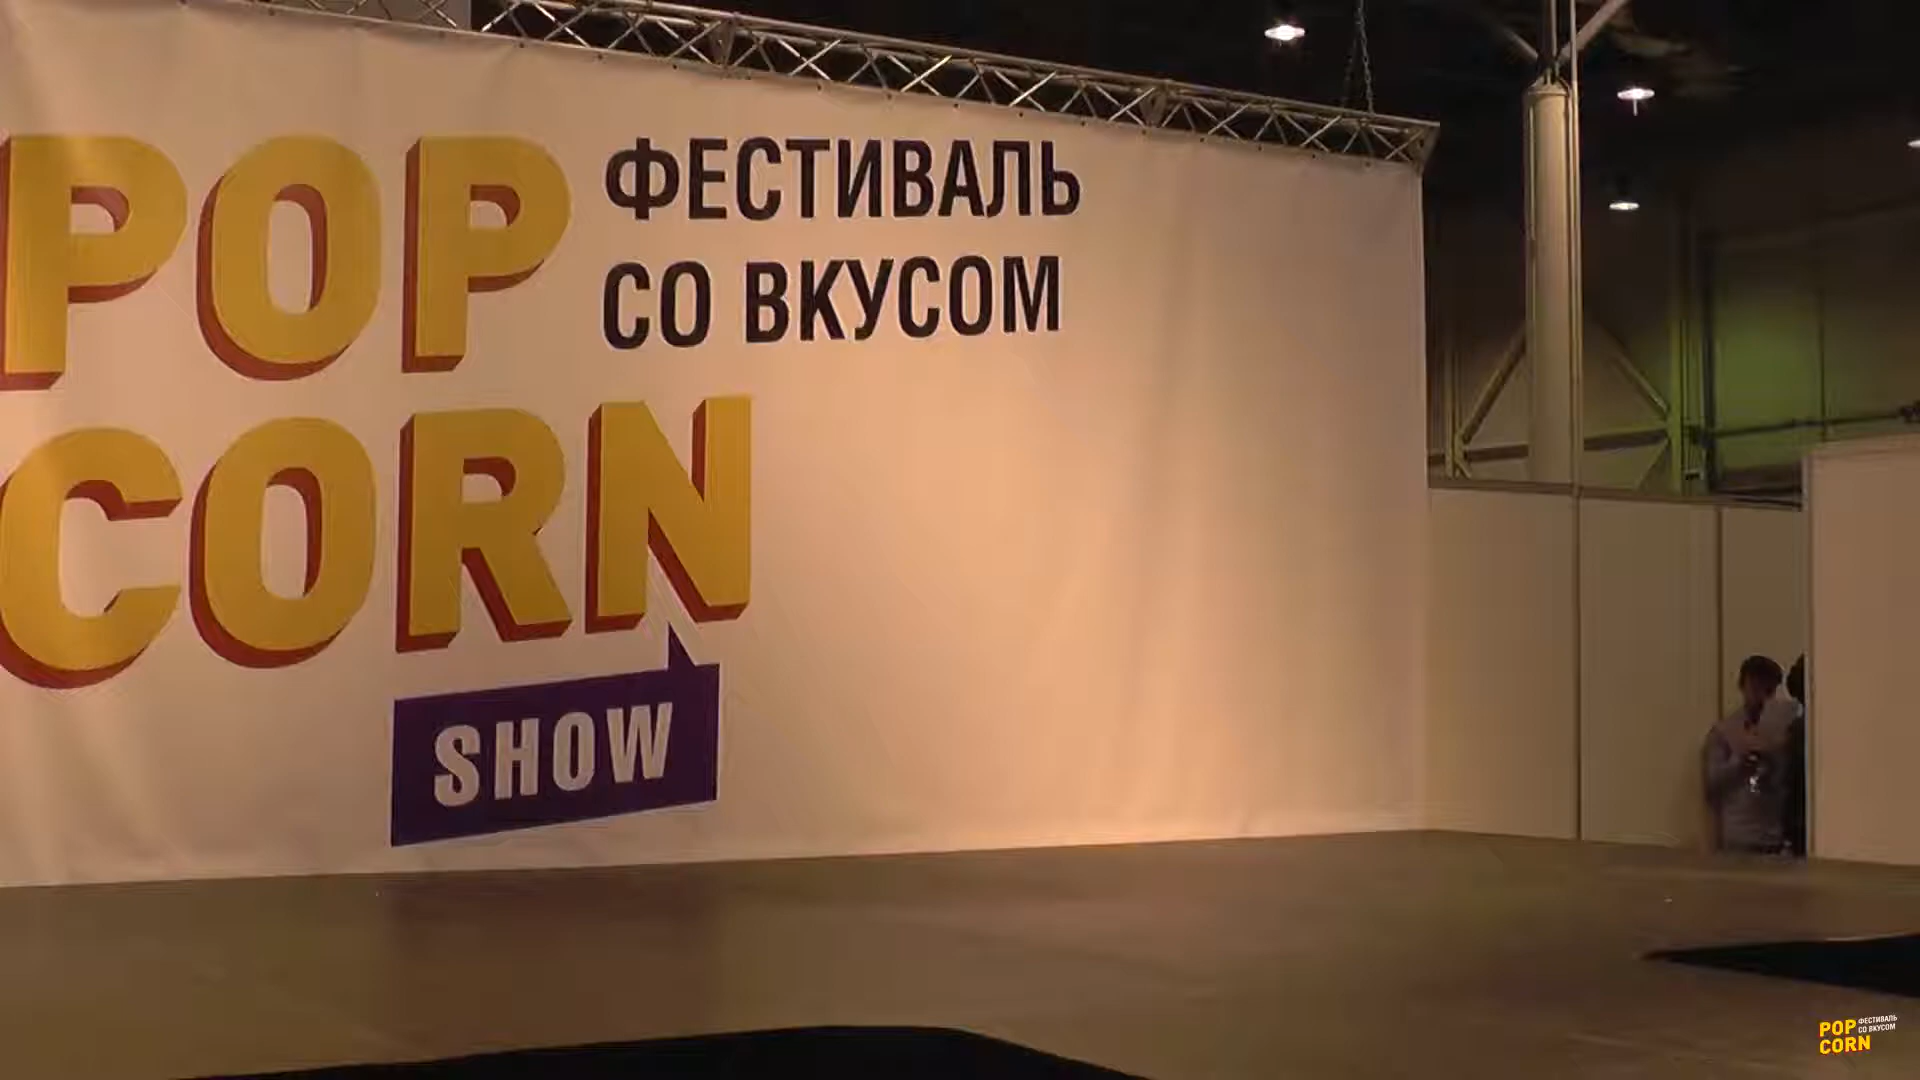 POP
CORN
ФЕСТИВАЛЬ
СО ВКУСОМ
SHOW
POP
CORN
ФЕСТИВАЛЬ
СО ВКУСОМ